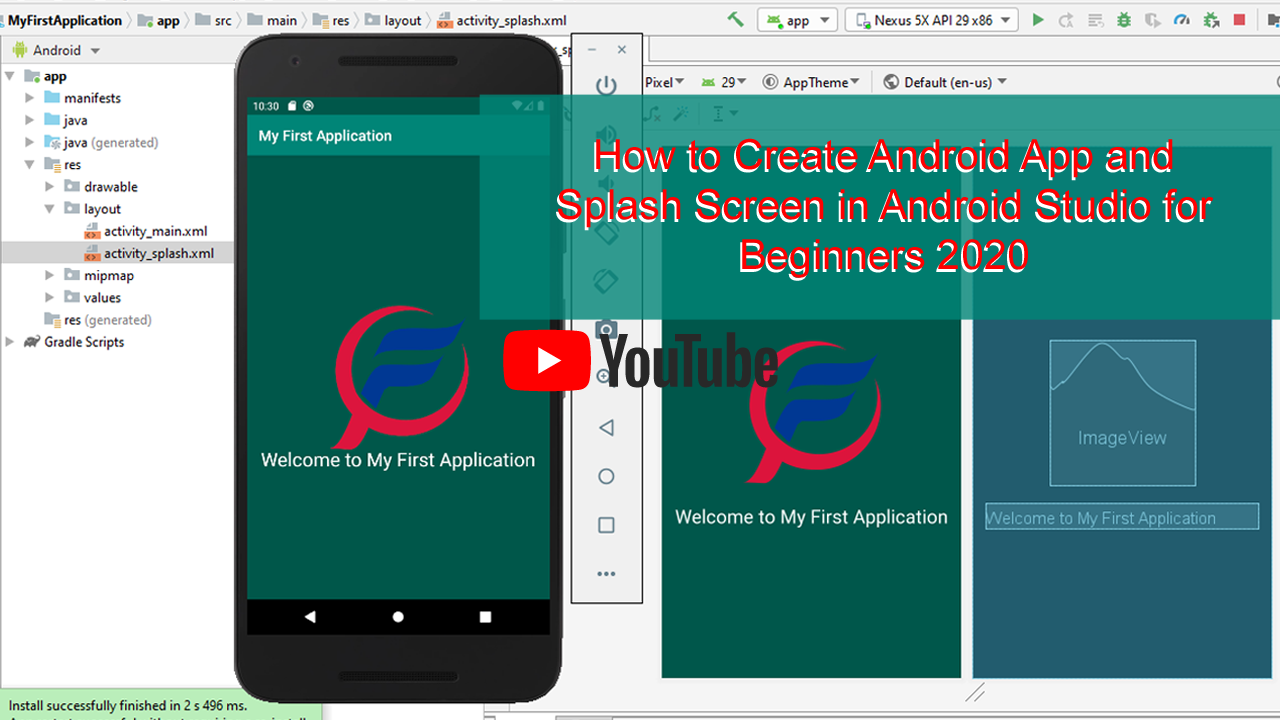 MyFirstApplication app src main res layout activity_splash.xml
app Nexus 5X API 29 x86
Android
Pixel 29 AppTheme Default (en-us)
app
manifests
java
java (generated)
res
drawable
layout
activity_main.xml
activity_splash.xml
mipmap
values
res (generated)
Gradle Scripts
10:30
My First Application
Welcome to My First Application
How to Create Android App and
Splash Screen in Android Studio for
Beginners 2020
YouTube
Welcome to My First Application
ImageView
Welcome to My First Application
Install successfully finished in 2 s 496 ms.